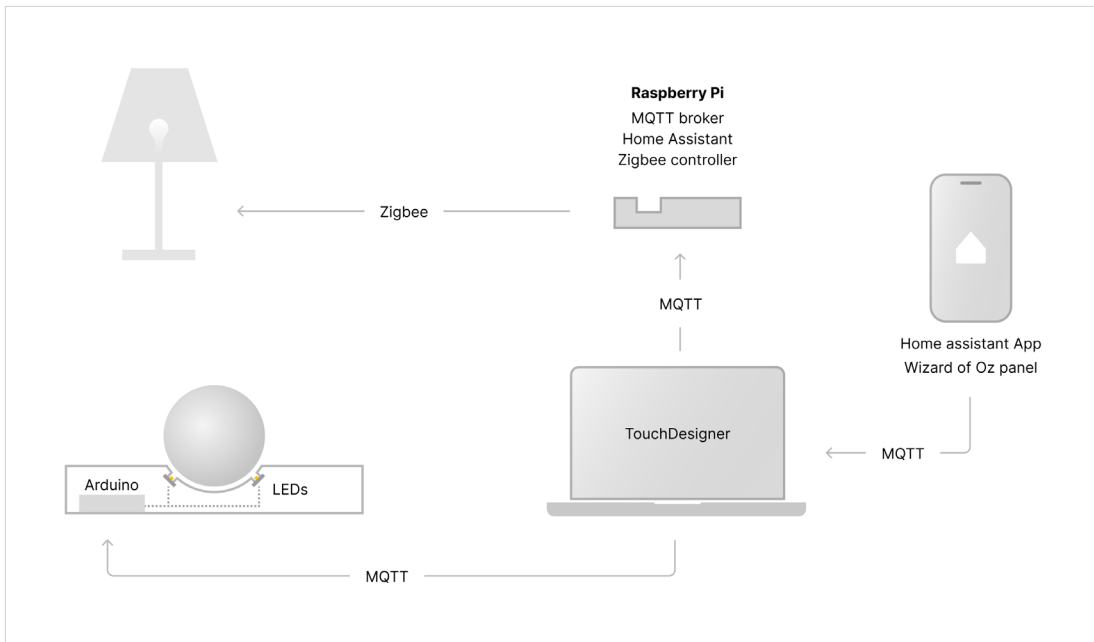 Raspberry Pi
MQTT broker
Home Assistant
Zigbee controller
Zigbee
MQTT
Home assistant App
Wizard of Oz panel
TouchDesigner
MQTT
Arduino
LEDs
MQTT